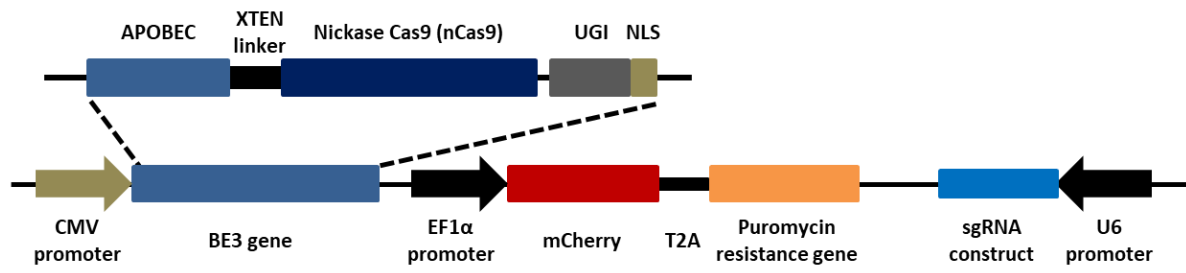 APOBEC
XTEN
linker
Nickase Cas9 (nCas9)
UGI
NLS
CMV
promoter
BE3 gene
EF1α
promoter
mCherry
T2A
Puromycin
resistance gene
sgRNA
construct
U6
promoter